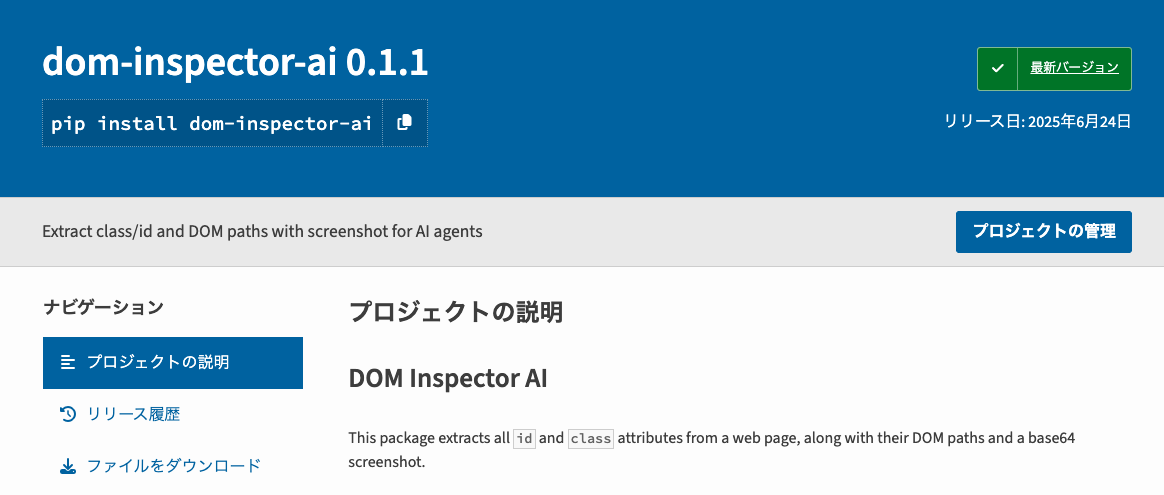 dom-inspector-ai 0.1.1
最新バージョン
pip install dom-inspector-ai
リリース日: 2025年6月24日
Extract class/id and DOM paths with screenshot for AI agents
プロジェクトの管理
ナビゲーション
プロジェクトの説明
リリース履歴
ファイルをダウンロード
プロジェクトの説明
DOM Inspector AI
This package extracts all id and class attributes from a web page, along with their DOM paths and a base64
screenshot.